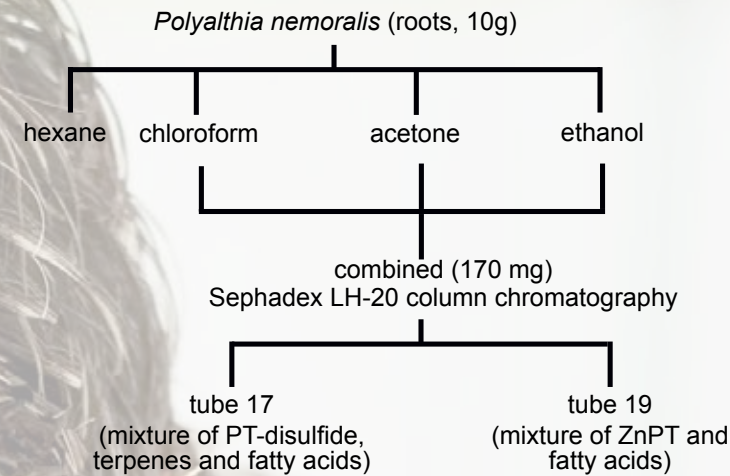 Polyalthia nemoralis (roots, 10g)
hexane chloroform acetone ethanol
combined (170 mg)
Sephadex LH-20 column chromatography
tube 17 tube 19
(mixture of PT-disulfide, (mixture of ZnPT and
terpenes and fatty acids) fatty acids)